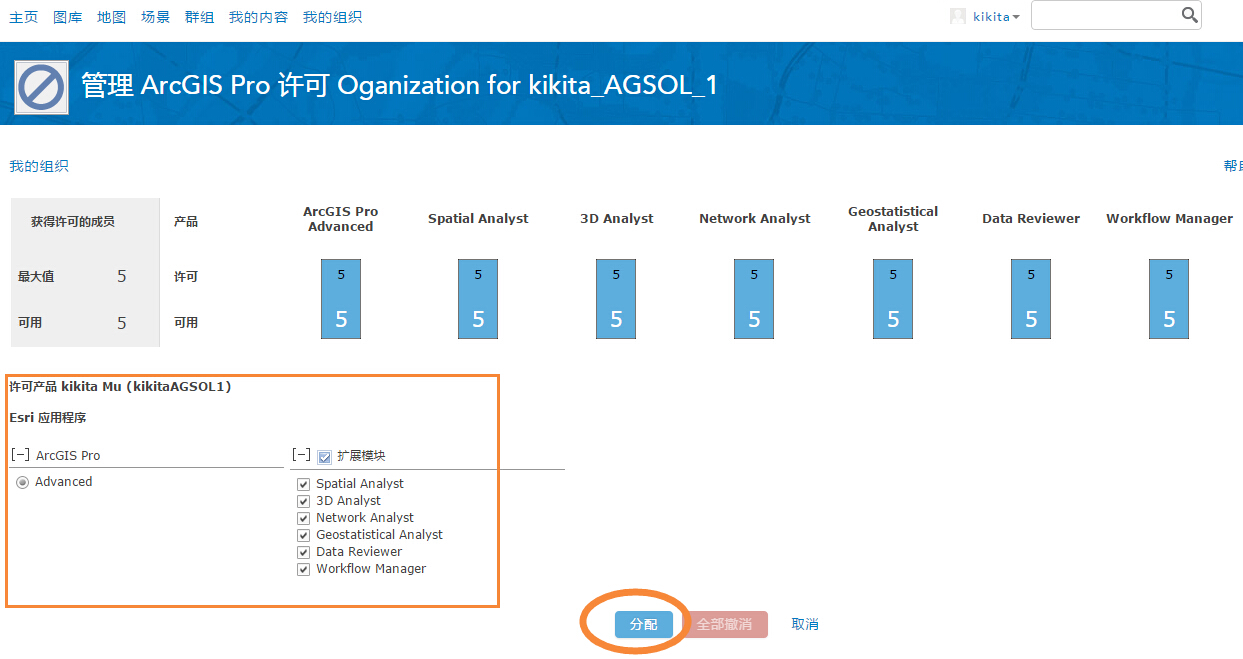 主页 图库 地图 场景 群组 我的内容 我的组织 kikita
管理 ArcGIS Pro 许可 Oganization for kikita_AGSOL_1
我的组织
获得许可的成员 产品 ArcGIS Pro Advanced Spatial Analyst 3D Analyst Network Analyst Geostatistical Analyst Data Reviewer Workflow Manager
最大值 5 许可 5 5 5 5 5 5 5
可用 5 可用 5 5 5 5 5 5 5
许可产品 kikita Mu (kikitaAGSOL1)
Esri 应用程序
[−] ArcGIS Pro [−] 扩展模块
Advanced Spatial Analyst
3D Analyst
Network Analyst
Geostatistical Analyst
Data Reviewer
Workflow Manager
分配 全部撤消 取消